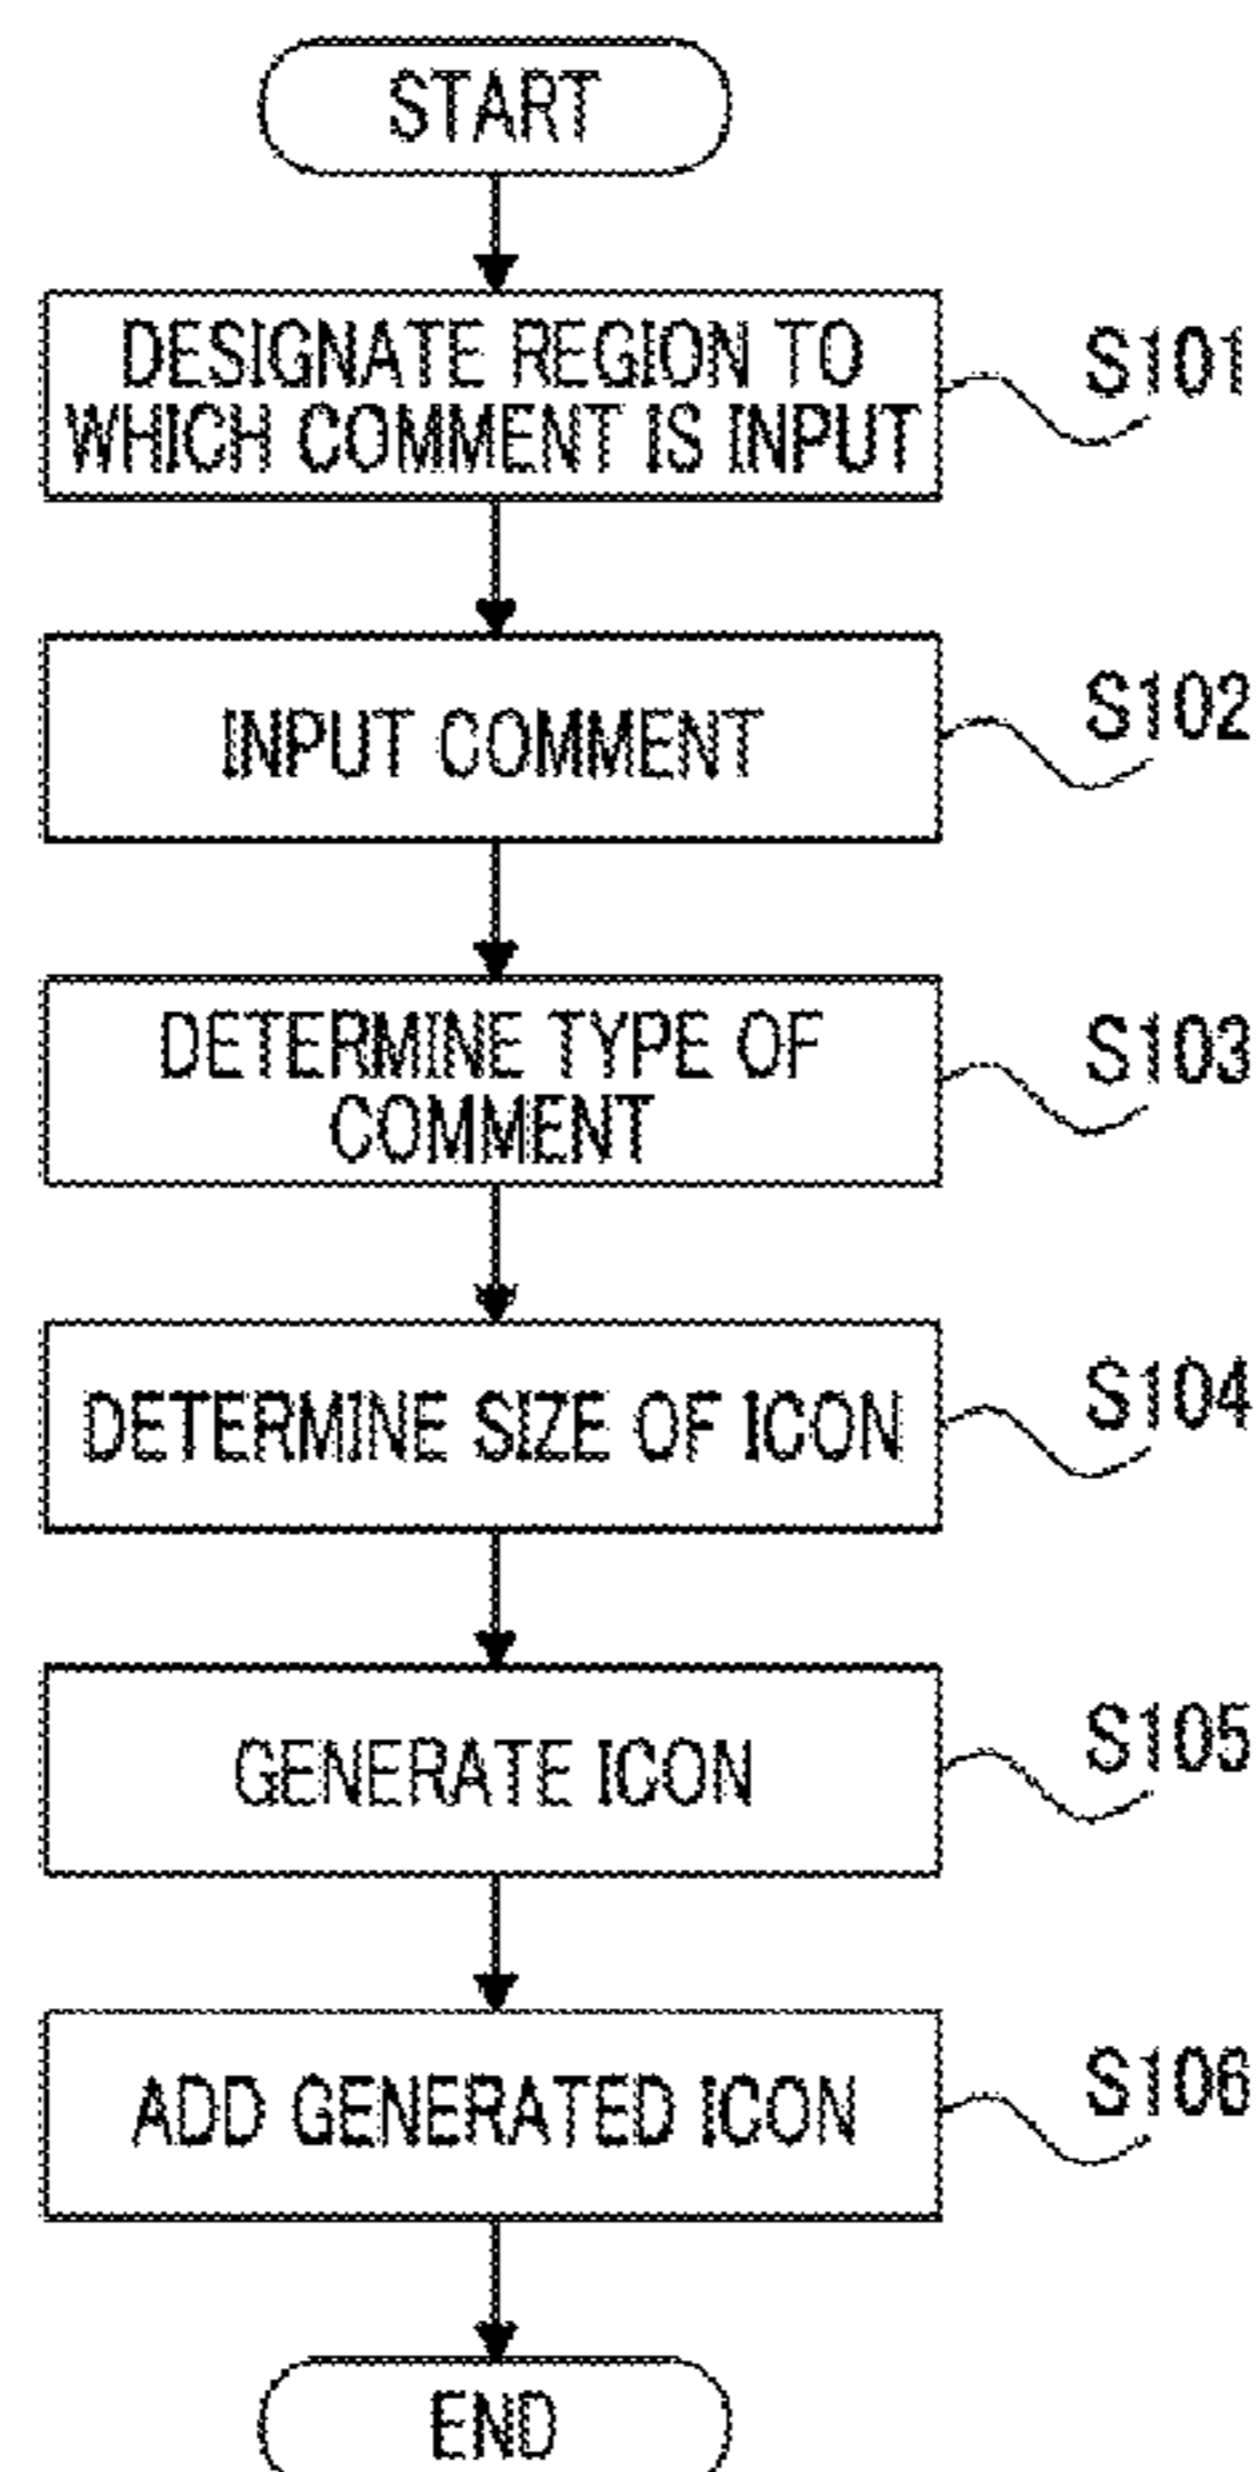 START
DESIGNATE REGION TO
WHICH COMMENT IS INPUT
S101
INPUT COMMENT
S102
DETERMINE TYPE OF
COMMENT
S103
DETERMINE SIZE OF ICON
S104
GENERATE ICON
S105
ADD GENERATED ICON
S106
END